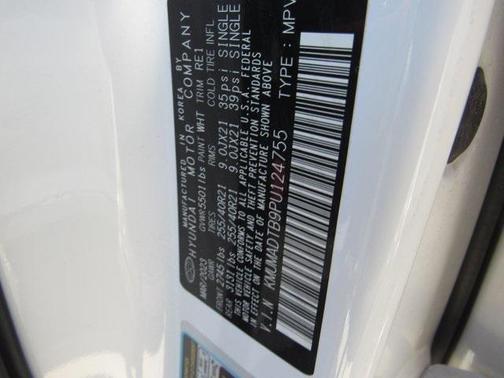 MANUFACTURED IN KOREA BY
HYUNDAI MOTOR COMPANY
MAR/2023 GVWR 5501 lbs PAINT WHT TRIM RE1
GAWR TIRES RIMS COLD TIRE INFL.
FRONT 2745 lbs 255/40R21 9.0JX21 35psi SINGLE
REAR 3131 lbs 255/40R21 9.0JX21 39psi SINGLE
THIS VEHICLE CONFORMS TO ALL APPLICABLE U.S.A. FEDERAL
MOTOR VEHICLE SAFETY AND THEFT PREVENTION STANDARDS
IN EFFECT ON THE DATE OF MANUFACTURE SHOWN ABOVE
V.I.N KMUMADTB9PU124755 TYPE : MPV